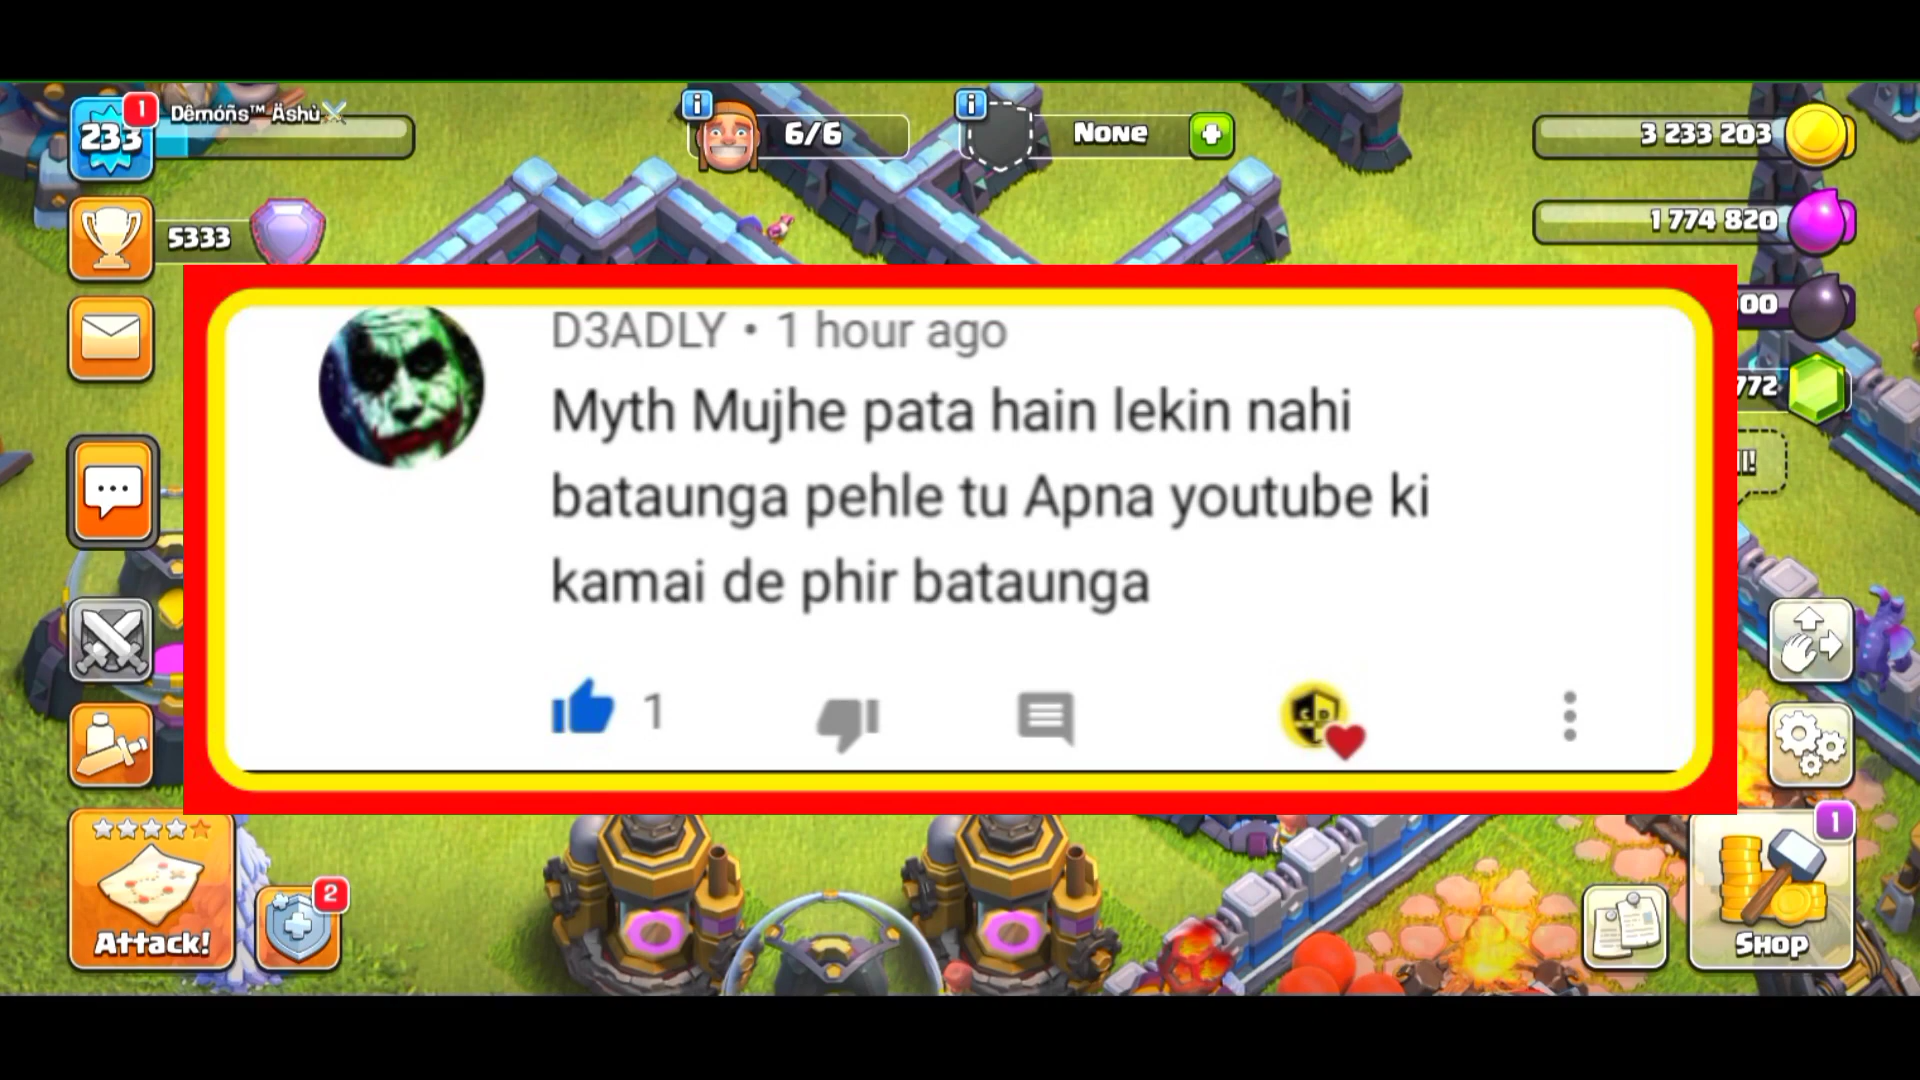 1
233
Dêmóñs™ Äshù
i
6/6
i
None
3 233 203
5333
1 774 820
00
772
D3ADLY • 1 hour ago
Myth Mujhe pata hain lekin nahi
bataunga pehle tu Apna youtube ki
kamai de phir bataunga
1
Attack!
2
1
Shop